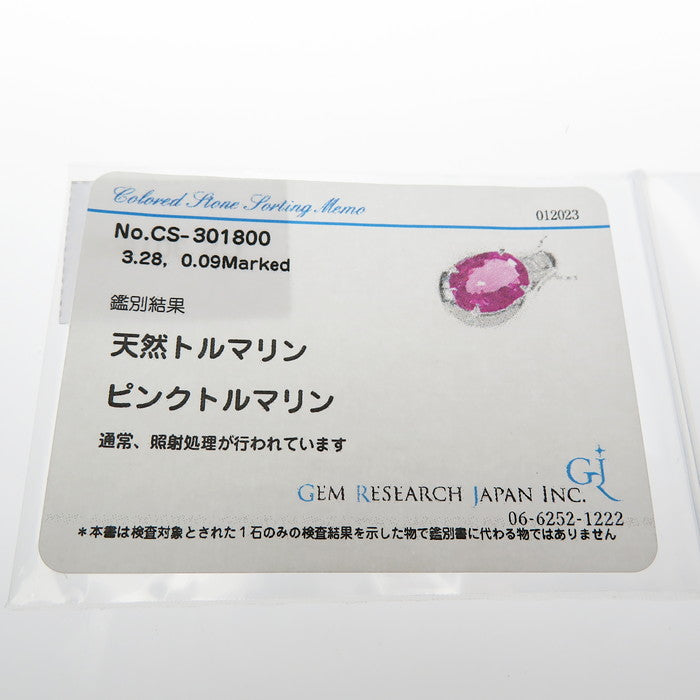 Colored Stone Sorting Memo
012023
No.CS-301800
3.28, 0.09Marked
鑑別結果
天然トルマリン
ピンクトルマリン
通常、照射処理が行われています
GJR
GEM RESEARCH JAPAN INC.
06-6252-1222
*本書は検査対象とされた1石のみの検査結果を示した物で鑑別書に代わる物ではありません